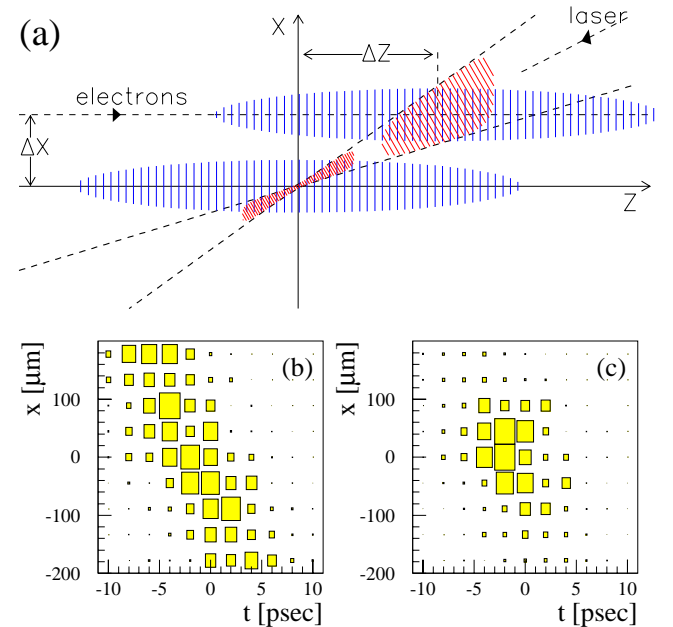 (a)
X
laser
ΔZ
electrons
ΔX
Z
(b)
x [μm]
100
0
-100
-200
-10
-5
0
5
10
t [psec]
(c)
x [μm]
100
0
-100
-200
-10
-5
0
5
10
t [psec]